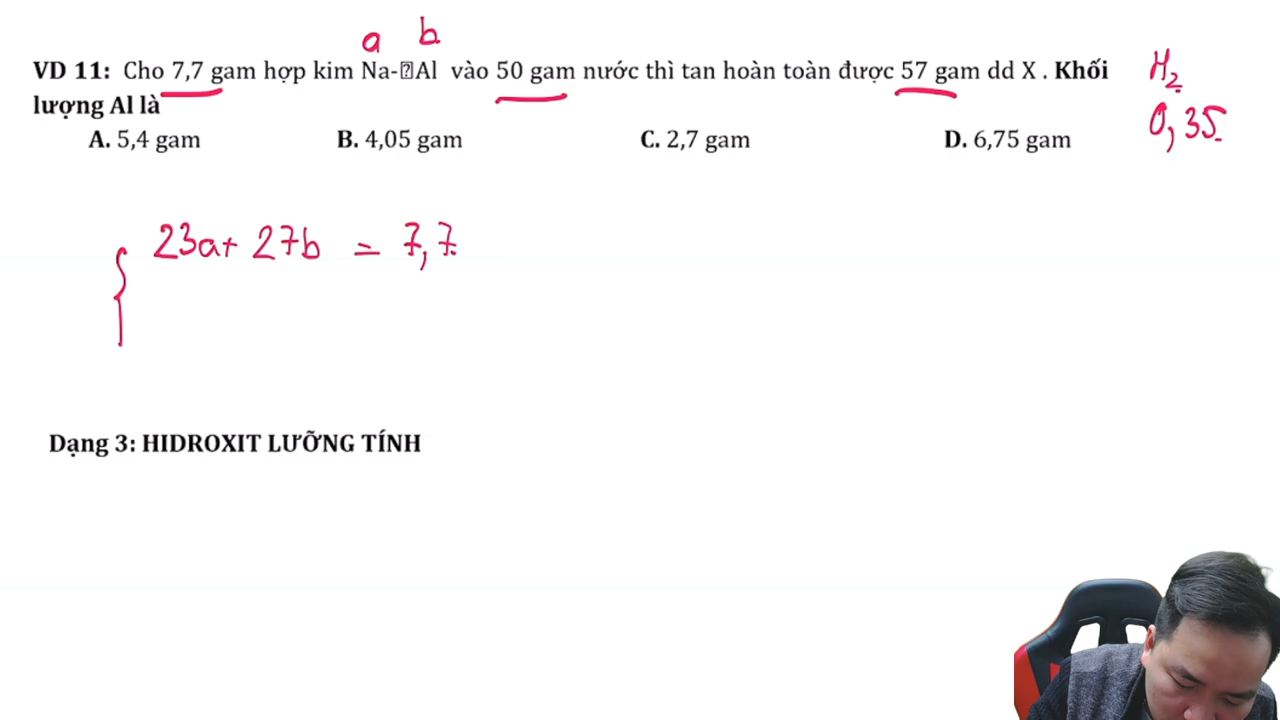 a b
VD 11: Cho 7,7 gam hợp kim Na-Al vào 50 gam nước thì tan hoàn toàn được 57 gam dd X . Khối
H₂
lượng Al là
0,35
A. 5,4 gam B. 4,05 gam C. 2,7 gam D. 6,75 gam
23a+ 27b = 7,7
Dạng 3: HIDROXIT LƯỠNG TÍNH